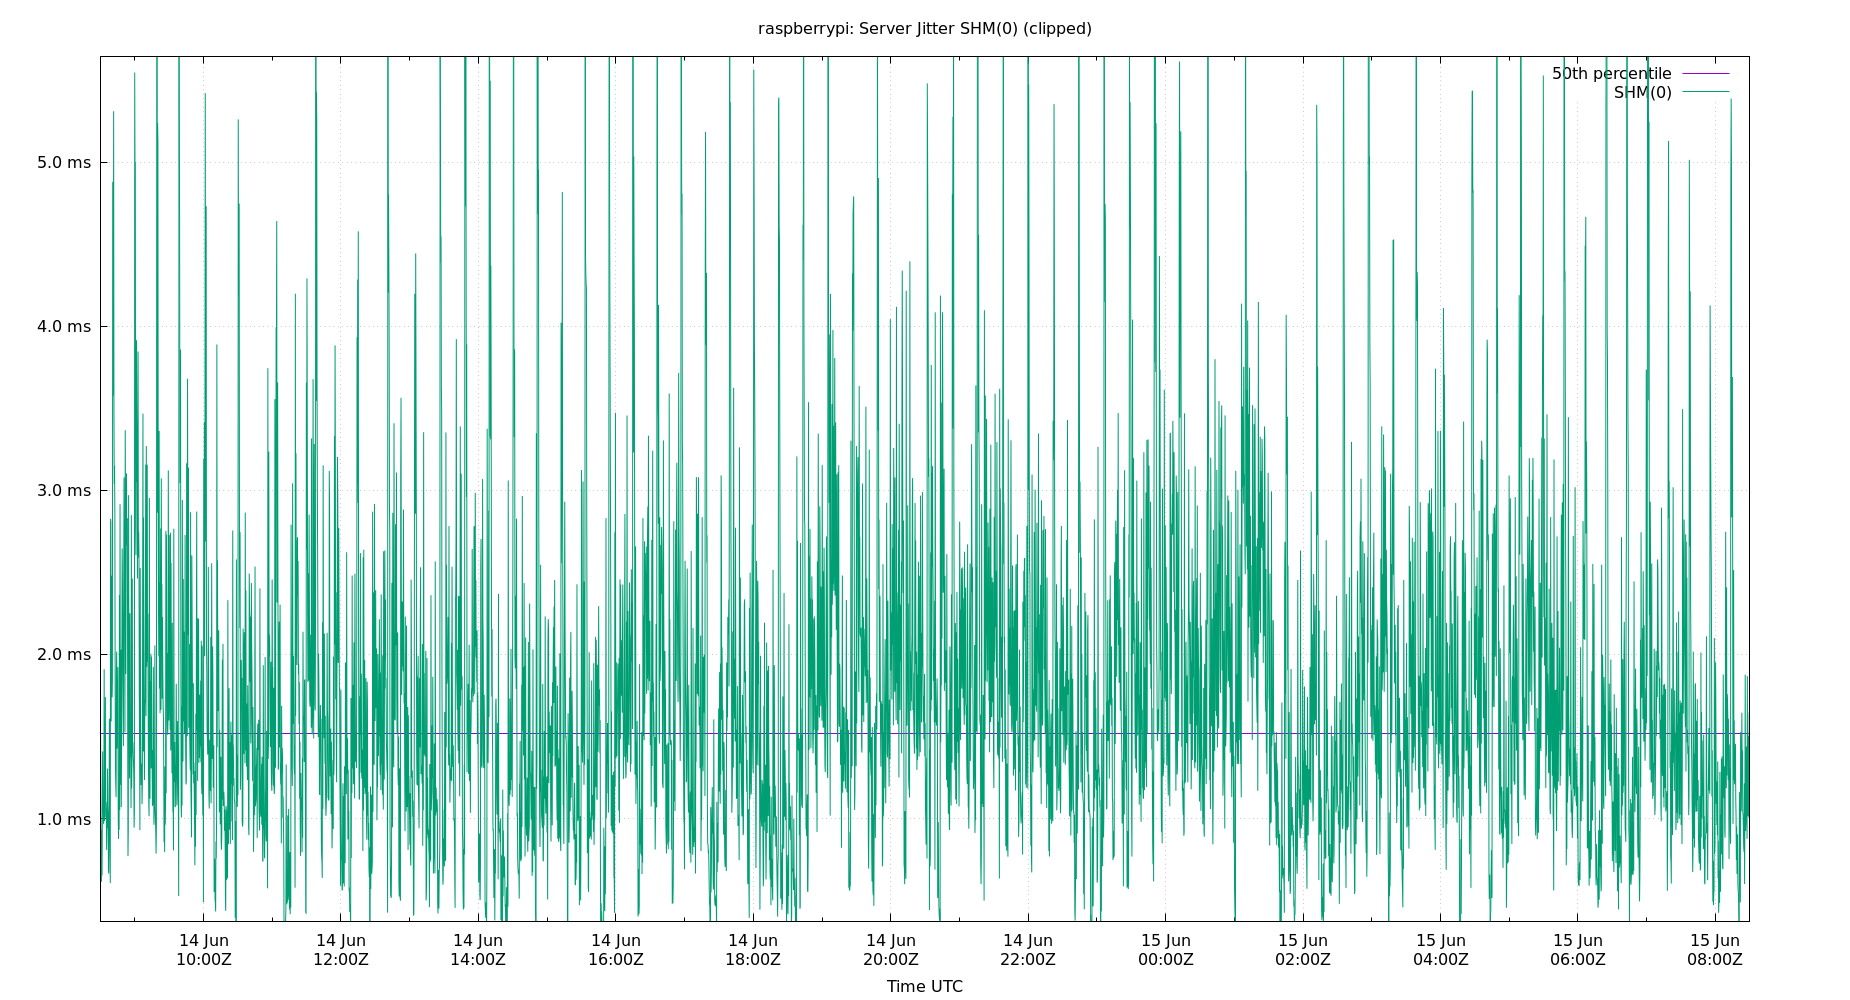 raspberrypi: Server Jitter SHM(0) (clipped)
50th percentile
SHM(0)
5.0 ms
4.0 ms
3.0 ms
2.0 ms
1.0 ms
14 Jun 14 Jun 14 Jun 14 Jun 14 Jun 14 Jun 14 Jun 15 Jun 15 Jun 15 Jun 15 Jun 15 Jun
10:00Z 12:00Z 14:00Z 16:00Z 18:00Z 20:00Z 22:00Z 00:00Z 02:00Z 04:00Z 06:00Z 08:00Z
Time UTC